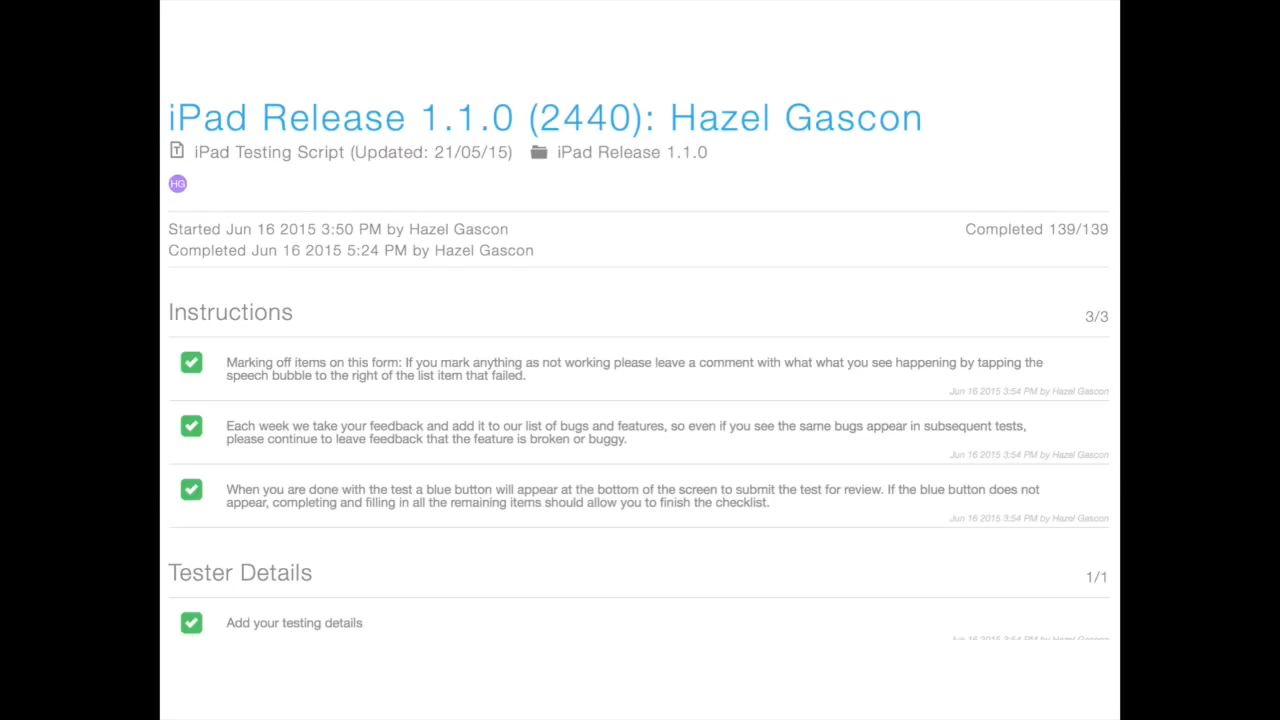 iPad Release 1.1.0 (2440): Hazel Gascon
iPad Testing Script (Updated: 21/05/15) iPad Release 1.1.0
HG
Started Jun 16 2015 3:50 PM by Hazel Gascon Completed 139/139
Completed Jun 16 2015 5:24 PM by Hazel Gascon
Instructions 3/3
Marking off items on this form: If you mark anything as not working please leave a comment with what what you see happening by tapping the
speech bubble to the right of the list item that failed.
Jun 16 2015 3:54 PM by Hazel Gascon
Each week we take your feedback and add it to our list of bugs and features, so even if you see the same bugs appear in subsequent tests,
please continue to leave feedback that the feature is broken or buggy.
Jun 16 2015 3:54 PM by Hazel Gascon
When you are done with the test a blue button will appear at the bottom of the screen to submit the test for review. If the blue button does not
appear, completing and filling in all the remaining items should allow you to finish the checklist.
Jun 16 2015 3:54 PM by Hazel Gascon
Tester Details 1/1
Add your testing details
Jun 16 2015 3:54 PM by Hazel Gascon